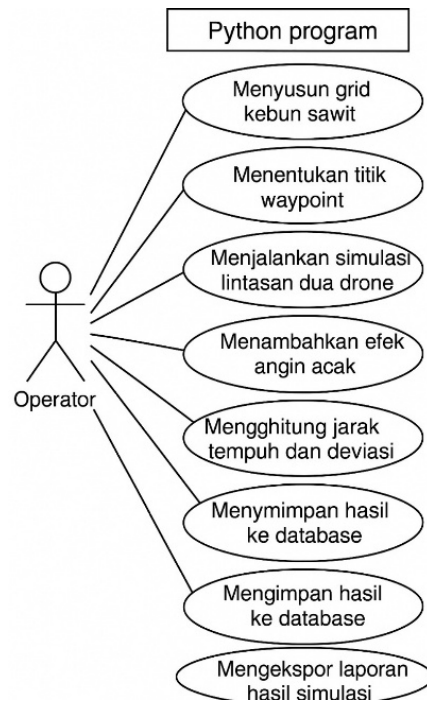 Python program
Menyusun grid
kebun sawit
Menentukan titik
waypoint
Menjalankan simulasi
lintasan dua drone
Menambahkan efek
angin acak
Operator
Mengghitung jarak
tempuh dan deviasi
Menymimpan hasil
ke database
Mengimpan hasil
ke database
Mengekspor laporan
hasil simulasi